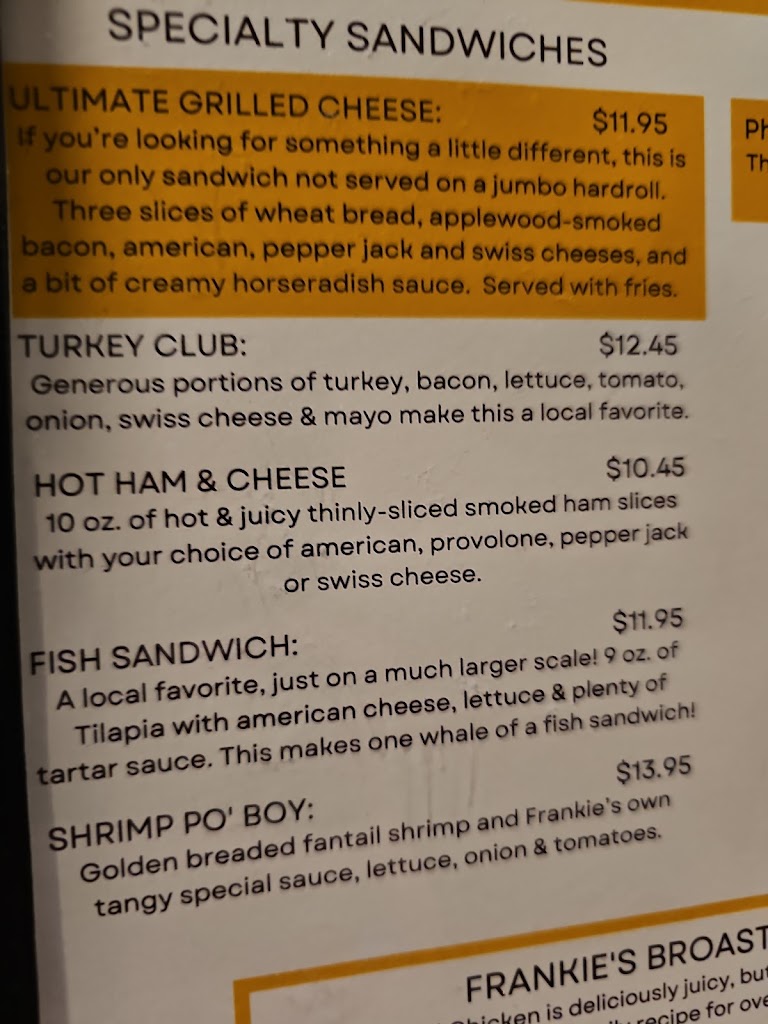 SPECIALTY SANDWICHES
ULTIMATE GRILLED CHEESE: $11.95
If you're looking for something a little different, this is
our only sandwich not served on a jumbo hardroll.
Three slices of wheat bread, applewood-smoked
bacon, american, pepper jack and swiss cheeses, and
a bit of creamy horseradish sauce. Served with fries.
TURKEY CLUB: $12.45
Generous portions of turkey, bacon, lettuce, tomato,
onion, swiss cheese & mayo make this a local favorite.
HOT HAM & CHEESE $10.45
10 oz. of hot & juicy thinly-sliced smoked ham slices
with your choice of american, provolone, pepper jack
or swiss cheese.
FISH SANDWICH: $11.95
A local favorite, just on a much larger scale! 9 oz. of
Tilapia with american cheese, lettuce & plenty of
tartar sauce. This makes one whale of a fish sandwich!
SHRIMP PO' BOY: $13.95
Golden breaded fantail shrimp and Frankie's own
tangy special sauce, lettuce, onion & tomatoes.
FRANKIE'S BROAST
is deliciously juicy, but
recipe for